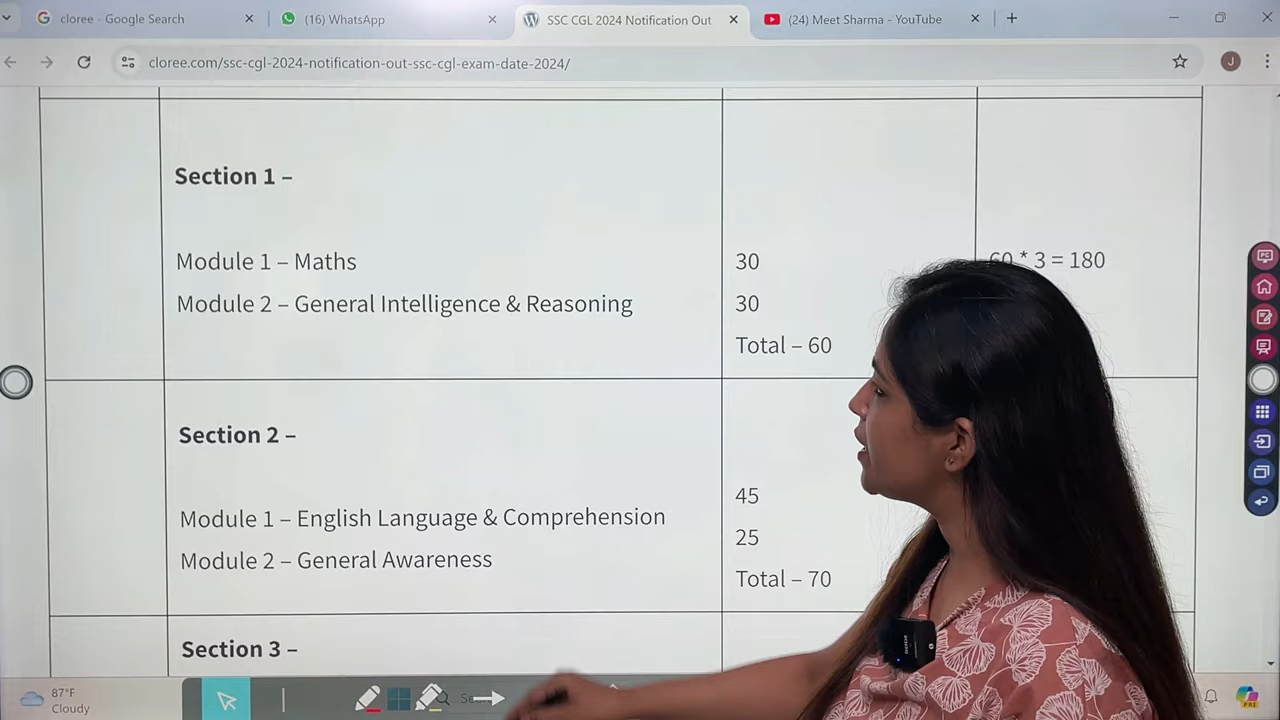 cloree - Google Search
(16) WhatsApp
SSC CGL 2024 Notification Out
(24) Meet Sharma - YouTube
cloree.com/ssc-cgl-2024-notification-out-ssc-cgl-exam-date-2024/
J
Section 1 –
Module 1 – Maths
30
60 * 3 = 180
Module 2 – General Intelligence & Reasoning
30
Total – 60
Section 2 –
45
Module 1 – English Language & Comprehension
25
Module 2 – General Awareness
Total – 70
Section 3 –
87°F
Cloudy
RODE
PRE